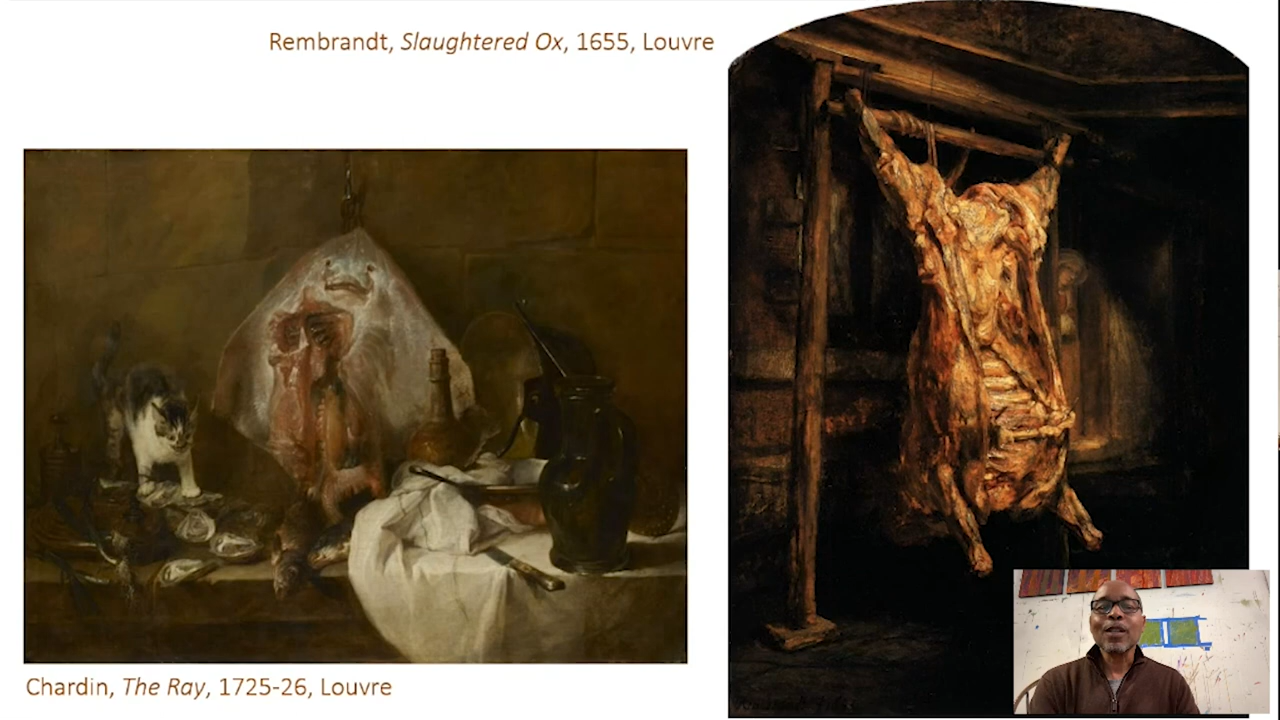 Rembrandt, Slaughtered Ox, 1655, Louvre
Chardin, The Ray, 1725-26, Louvre